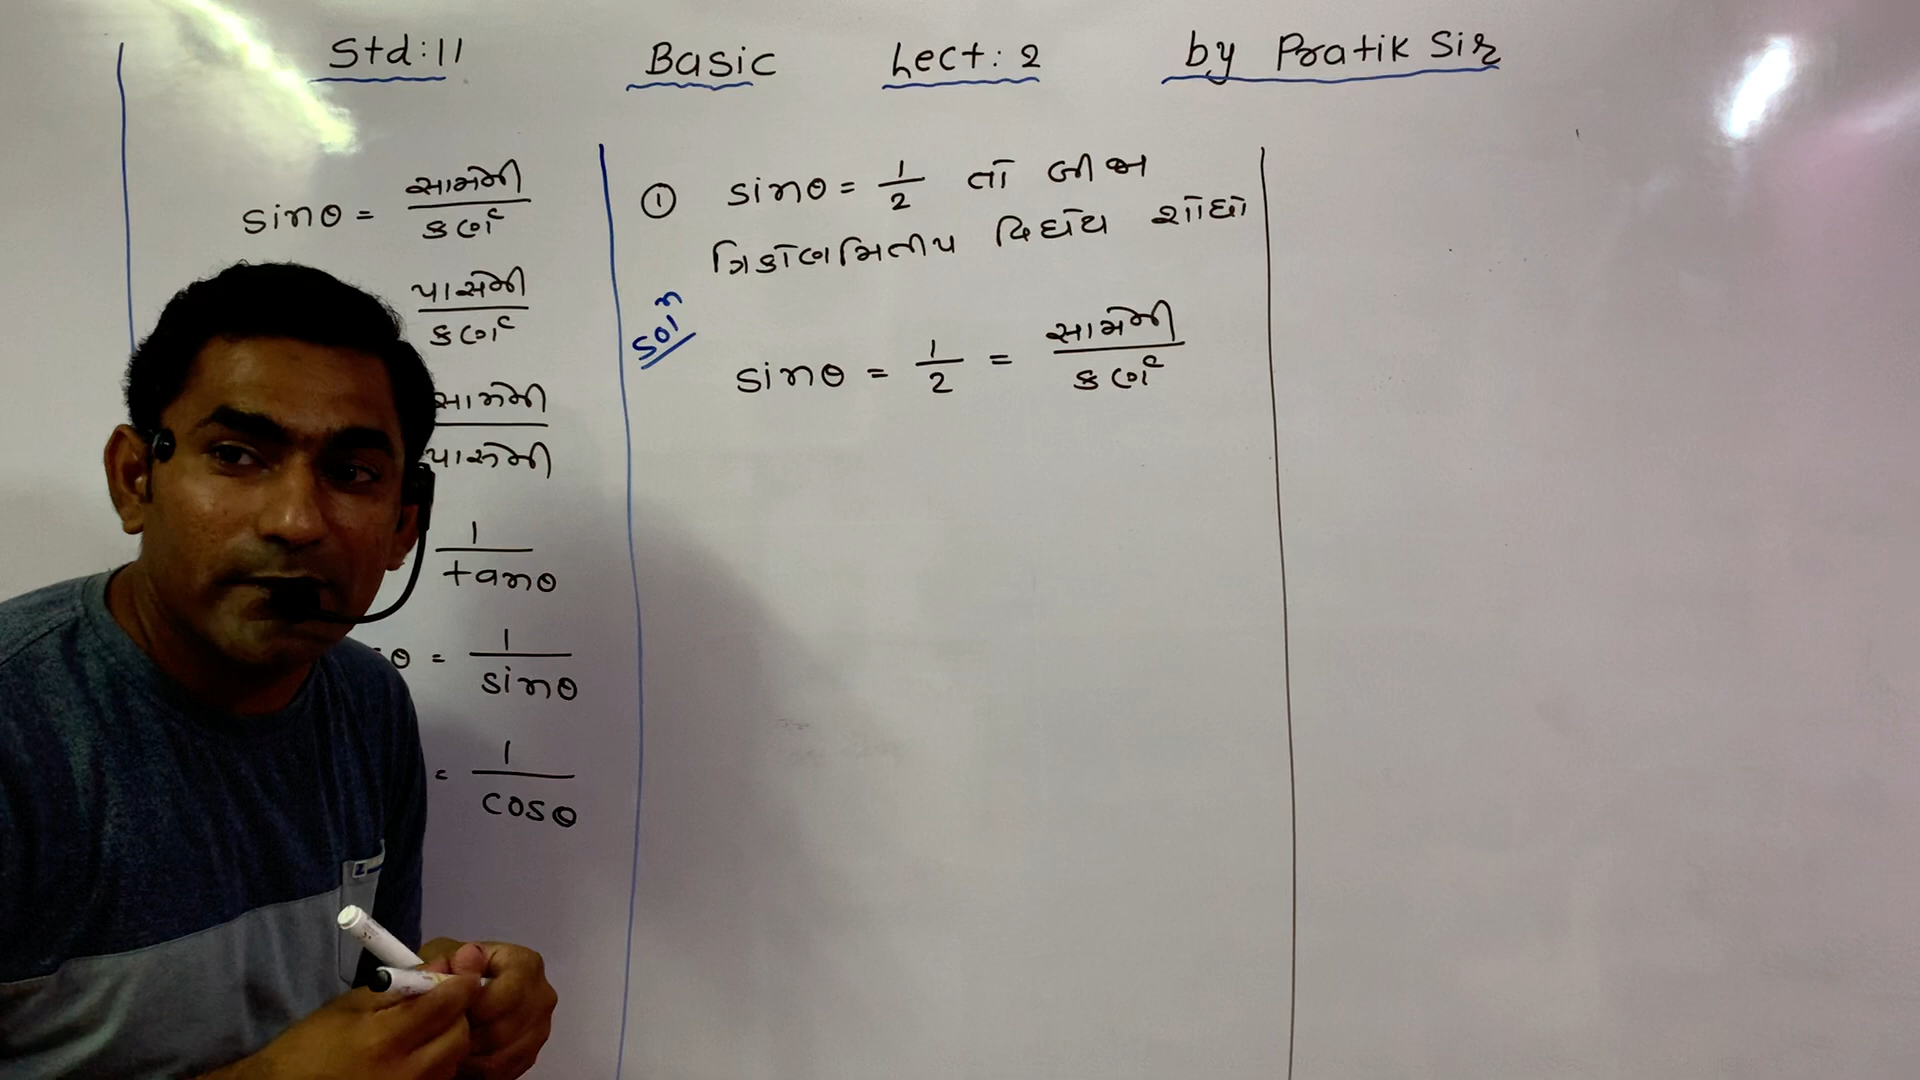 Std:11 Basic Lect: 2 by Pratik Sir
sinθ = સામેની / કર્ણ
પાસેની / કર્ણ
સામેની / પાસેની
1 / tanθ
θ = 1 / sinθ
= 1 / cosθ
① sinθ = 1/2 તો બીજા
ત્રિકોણમિતીય વિધેય શોધો
solⁿ
sinθ = 1/2 = સામેની / કર્ણ